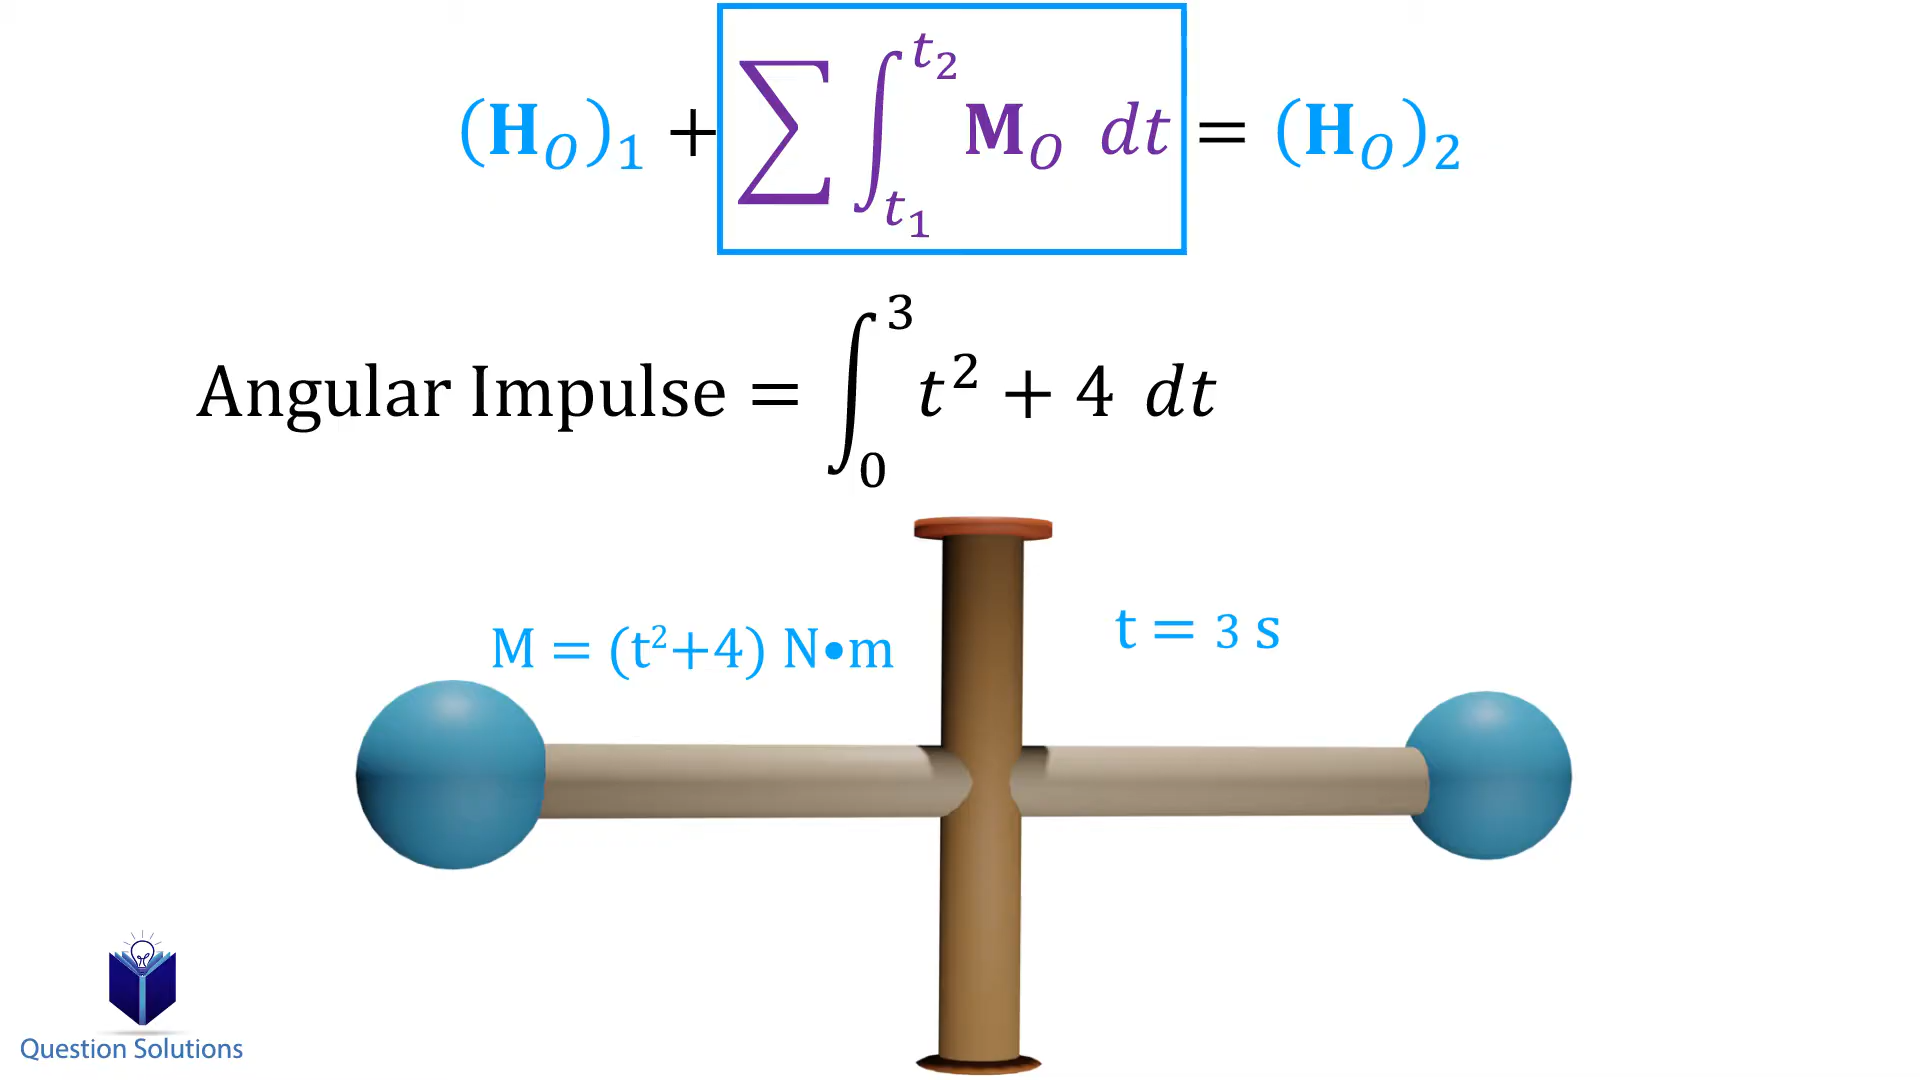 (H_O)_1 + ∑ ∫_{t_1}^{t_2} M_O dt = (H_O)_2
Angular Impulse = ∫_0^3 t² + 4 dt
M = (t²+4) N•m
t = 3 s
Question Solutions